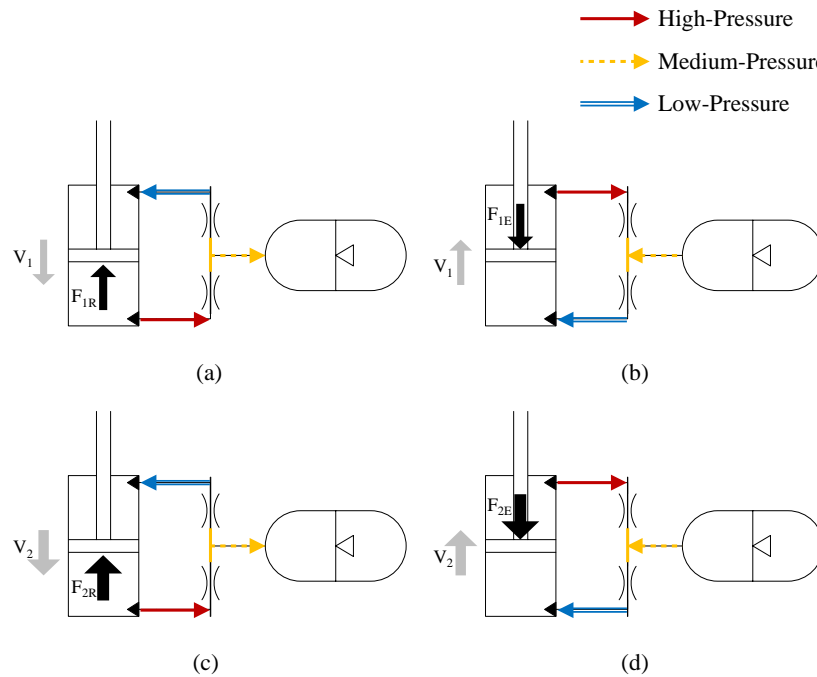 High-Pressure
Medium-Pressure
Low-Pressure
V1
F1R
(a)
F1E
V1
(b)
V2
F2R
(c)
F2E
V2
(d)